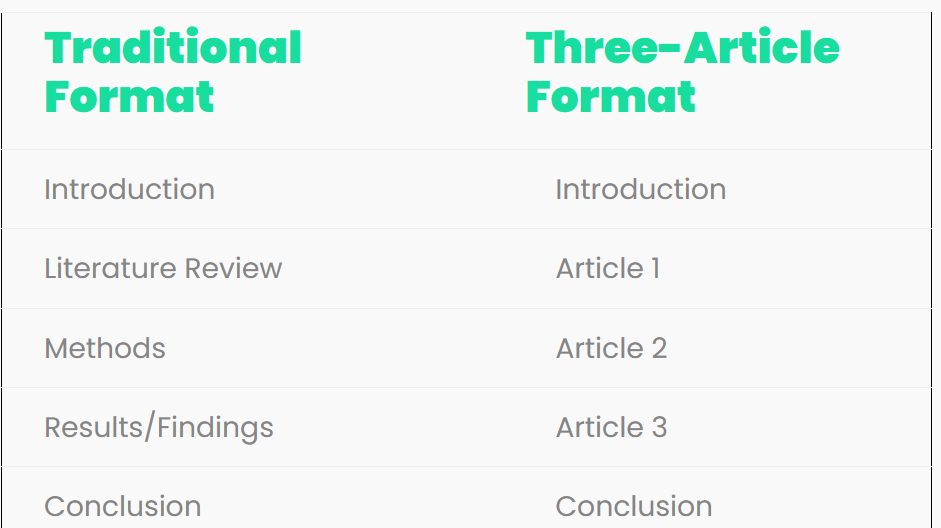 Traditional Format
Three-Article Format
Introduction
Introduction
Literature Review
Article 1
Methods
Article 2
Results/Findings
Article 3
Conclusion
Conclusion